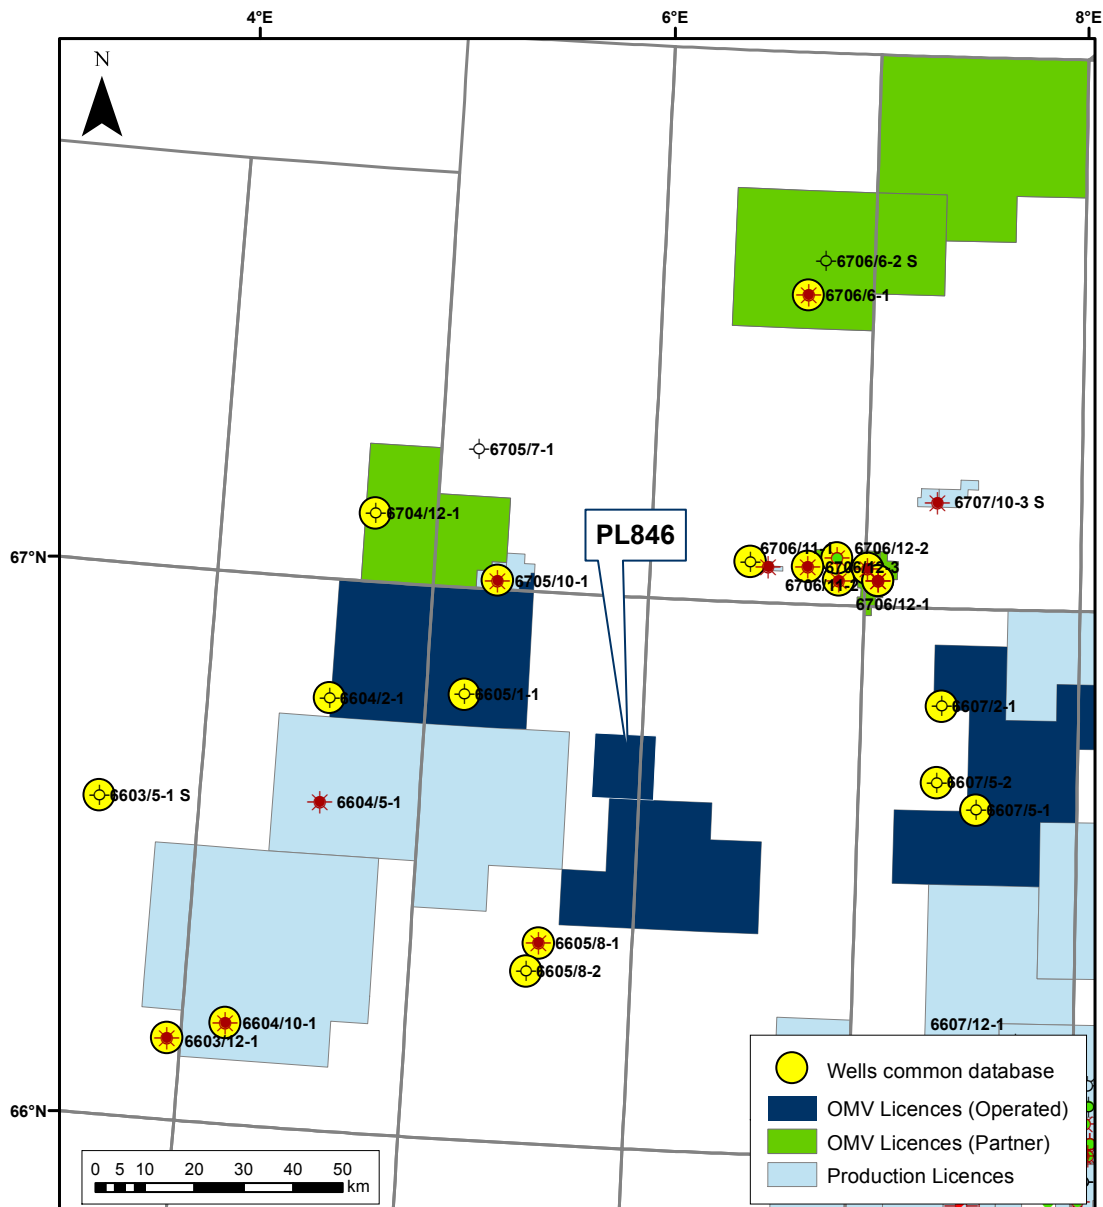 4°E
6°E
8°E
N
6706/6-2 S
6706/6-1
6705/7-1
6707/10-3 S
6704/12-1
PL846
67°N
6706/11-1
6706/12-2
6706/12-3
6705/10-1
6706/11-2
6706/12-1
6604/2-1
6605/1-1
6607/2-1
6607/5-2
6603/5-1 S
6604/5-1
6607/5-1
6605/8-1
6605/8-2
6604/10-1
6607/12-1
6603/12-1
66°N
Wells common database
OMV Licences (Operated)
OMV Licences (Partner)
Production Licences
0 5 10 20 30 40 50
km